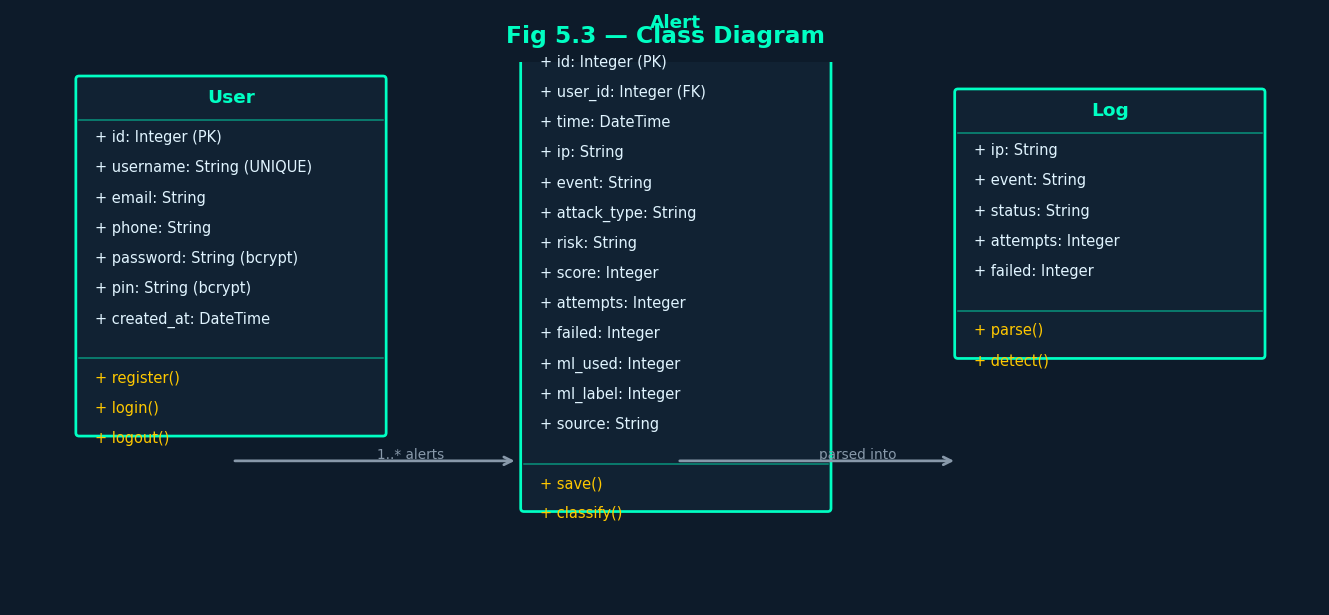 Alert
Fig 5.3 — Class Diagram
User
+ id: Integer (PK)
+ username: String (UNIQUE)
+ email: String
+ phone: String
+ password: String (bcrypt)
+ pin: String (bcrypt)
+ created_at: DateTime
+ register()
+ login()
+ logout()
1..* alerts
+ id: Integer (PK)
+ user_id: Integer (FK)
+ time: DateTime
+ ip: String
+ event: String
+ attack_type: String
+ risk: String
+ score: Integer
+ attempts: Integer
+ failed: Integer
+ ml_used: Integer
+ ml_label: Integer
+ source: String
+ save()
+ classify()
parsed into
Log
+ ip: String
+ event: String
+ status: String
+ attempts: Integer
+ failed: Integer
+ parse()
+ detect()